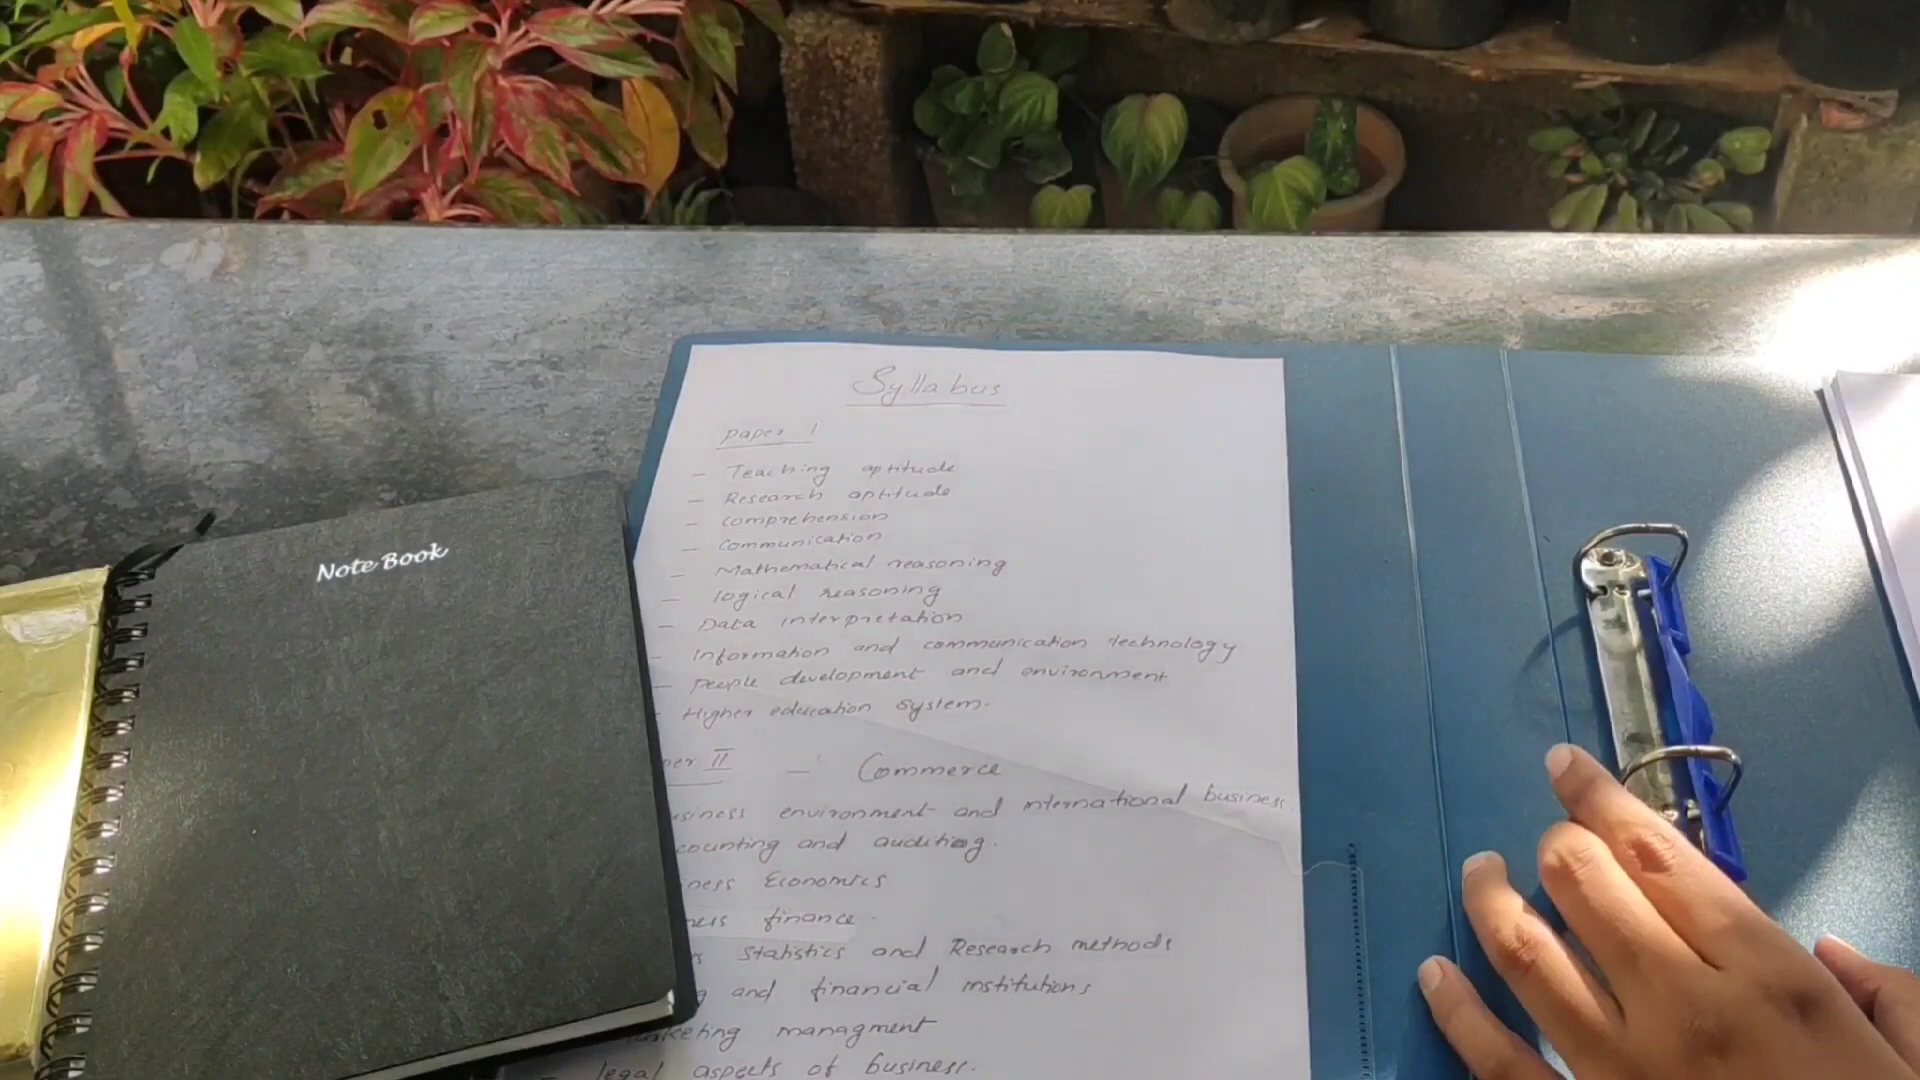 Syllabus
paper 1
- Teaching aptitude
- Research aptitude
- Comprehension
- Communication
- Mathematical reasoning
- logical reasoning
- Data interpretation
- Information and communication technology
- People development and environment
- Higher education system.
II - Commerce
environment and international business
and auditing.
Economics
finance
Statistics and Research methods
and financial institutions
managment
- legal aspects of business.
Note Book